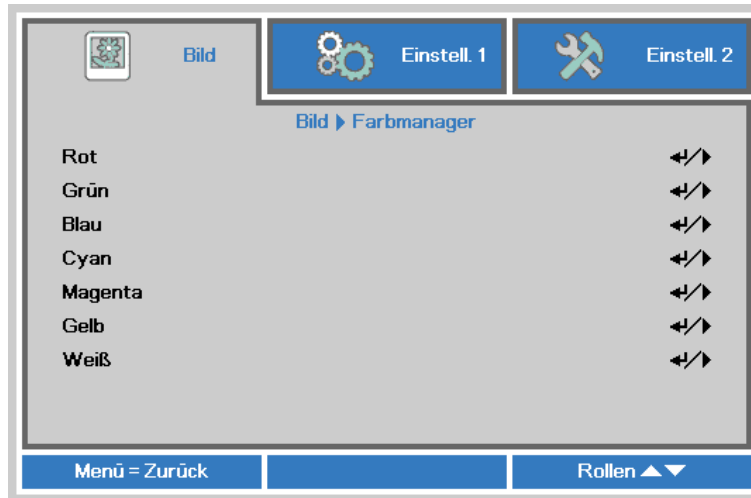 Bild
Einstell. 1
Einstell. 2
Bild ▶ Farbmanager
Rot
Grün
Blau
Cyan
Magenta
Gelb
Weiß
Menü = Zurück
Rollen ▲▼